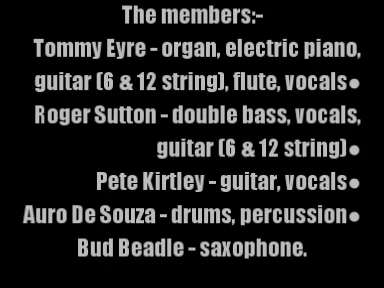 The members:-
Tommy Eyre - organ, electric piano,
guitar (6 & 12 string), flute, vocals●
Roger Sutton - double bass, vocals,
guitar (6 & 12 string)●
Pete Kirtley - guitar, vocals●
Auro De Souza - drums, percussion●
Bud Beadle - saxophone.